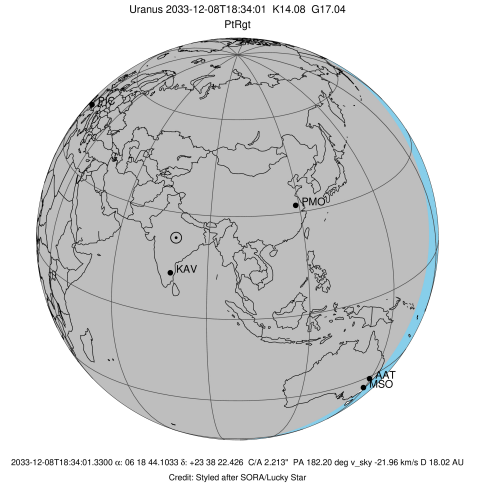 Uranus 2033-12-08T18:34:01 K14.08 G17.04
PtRgt
PIC
PMO
KAV
AAT
MSO
2033-12-08T18:34:01.3300 α: 06 18 44.1033 δ: +23 38 22.426 C/A 2.213" PA 182.20 deg v_sky -21.96 km/s D 18.02 AU
Credit: Styled after SORA/Lucky Star